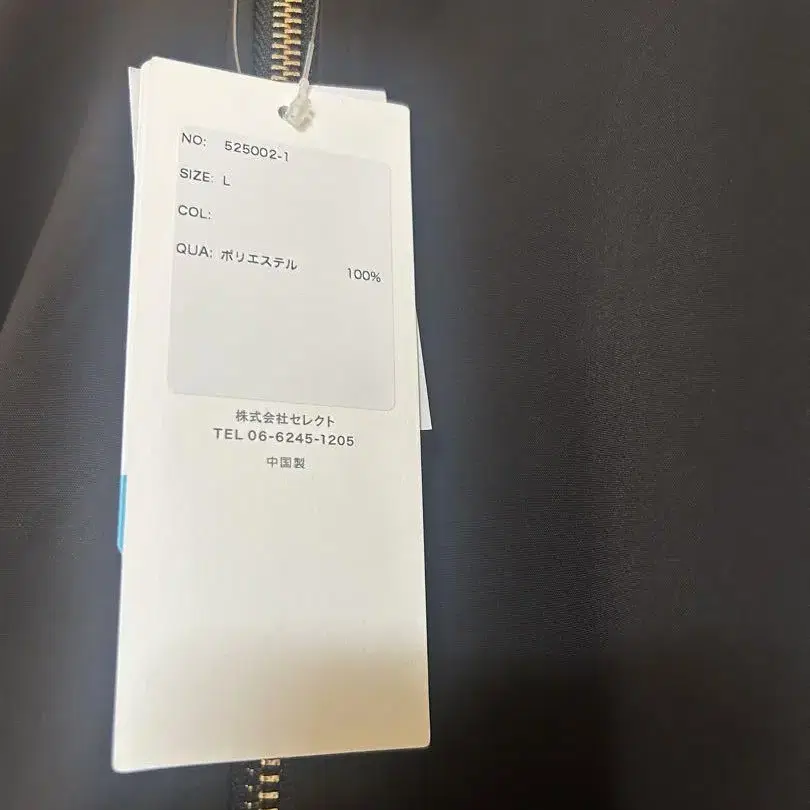 NO: 525002-1
SIZE: L
COL:
QUA: ポリエステル 100%
株式会社セレクト
TEL 06-6245-1205
中国製